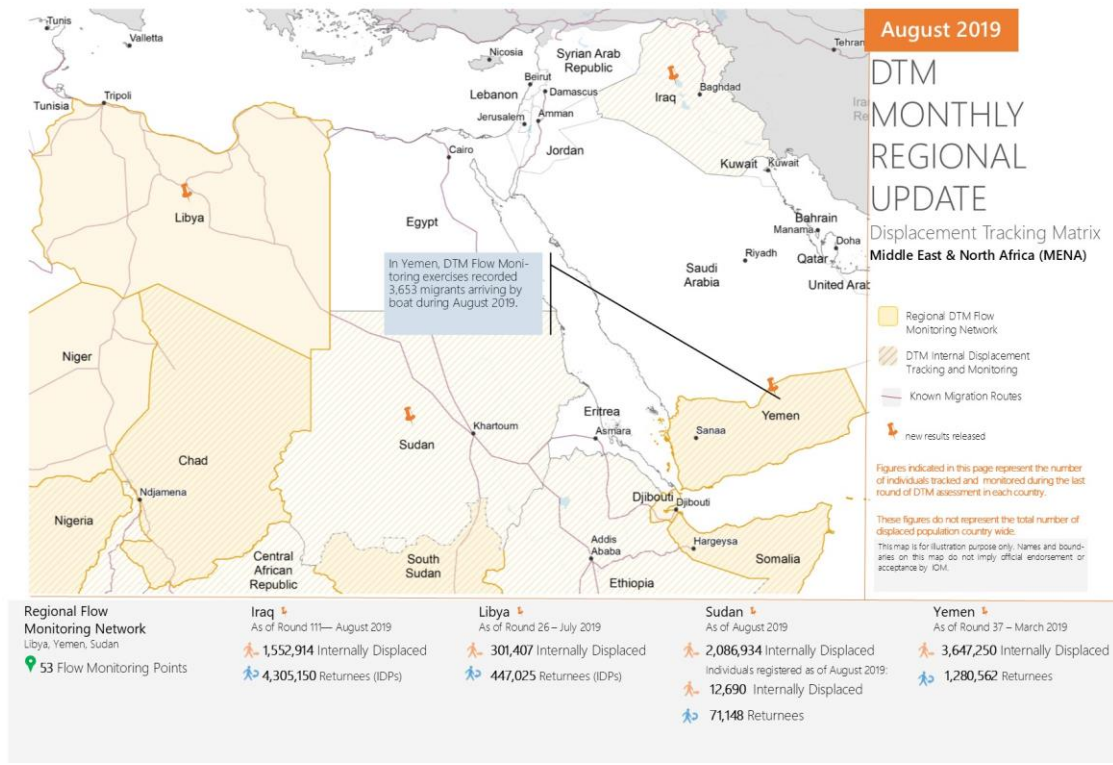 August 2019
DTM
MONTHLY
REGIONAL
UPDATE
Displacement Tracking Matrix
Middle East & North Africa (MENA)
Tunis
Valletta
Nicosia
Syrian Arab
Republic
Tehran
Beirut
Lebanon
Damascus
Iraq
Baghdad
Tunisia
Tripoli
Jerusalem
Amman
Cairo
Jordan
Kuwait
Kuwait
Libya
Egypt
Bahrain
Manama
Doha
Riyadh
Qatar
Saudi
Arabia
United Arab
In Yemen, DTM Flow Moni-
toring exercises recorded
3,653 migrants arriving by
boat during August 2019.
Niger
Chad
Sudan
Khartoum
Eritrea
Asmara
Sanaa
Yemen
Ndjamena
Nigeria
Djibouti
Djibouti
Central
African
Republic
South
Sudan
Addis
Ababa
Hargeysa
Ethiopia
Somalia
Regional DTM Flow
Monitoring Network
DTM Internal Displacement
Tracking and Monitoring
Known Migration Routes
new results released
Figures indicated in this page represent the number
of individuals tracked and monitored during the last
round of DTM assessment in each country.
These figures do not represent the total number of
displaced population country wide.
This map is for illustration purpose only. Names and bound-
aries on this map do not imply official endorsement or
acceptance by IOM.
Regional Flow
Monitoring Network
Libya, Yemen, Sudan
53 Flow Monitoring Points
Iraq
As of Round 111— August 2019
1,552,914 Internally Displaced
4,305,150 Returnees (IDPs)
Libya
As of Round 26 – July 2019
301,407 Internally Displaced
447,025 Returnees (IDPs)
Sudan
As of August 2019
2,086,934 Internally Displaced
Individuals registered as of August 2019:
12,690 Internally Displaced
71,148 Returnees
Yemen
As of Round 37 – March 2019
3,647,250 Internally Displaced
1,280,562 Returnees